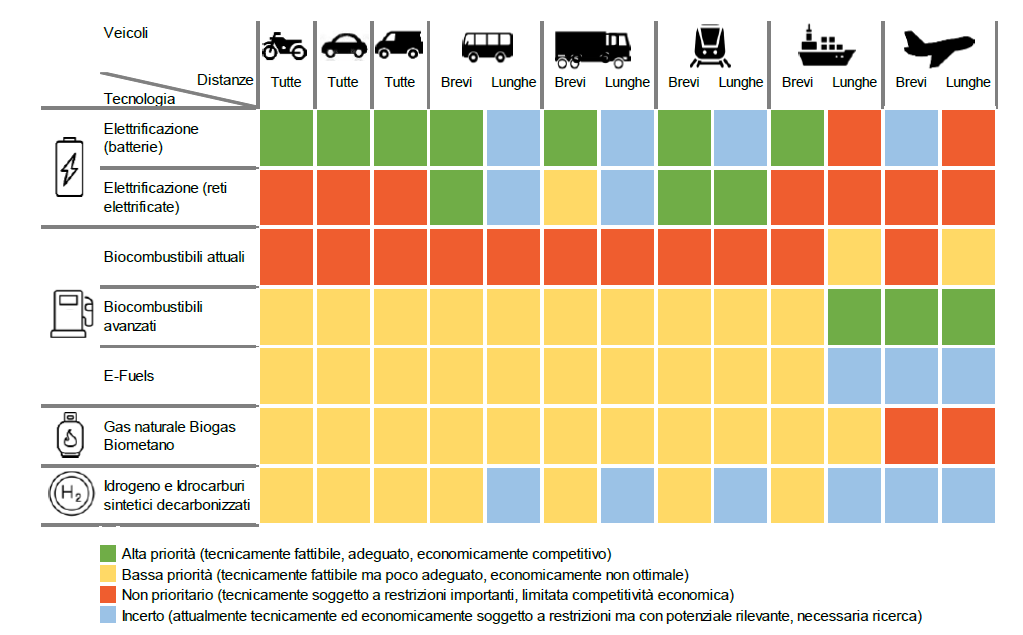 Veicoli
Distanze
Tecnologia
Tutte Tutte Tutte Brevi Lunghe Brevi Lunghe Brevi Lunghe Brevi Lunghe Brevi Lunghe
Elettrificazione
(batterie)
Elettrificazione (reti
elettrificate)
Biocombustibili attuali
Biocombustibili
avanzati
E-Fuels
Gas naturale Biogas
Biometano
H2
Idrogeno e Idrocarburi
sintetici decarbonizzati
Alta priorità (tecnicamente fattibile, adeguato, economicamente competitivo)
Bassa priorità (tecnicamente fattibile ma poco adeguato, economicamente non ottimale)
Non prioritario (tecnicamente soggetto a restrizioni importanti, limitata competitività economica)
Incerto (attualmente tecnicamente ed economicamente soggetto a restrizioni ma con potenziale rilevante, necessaria ricerca)